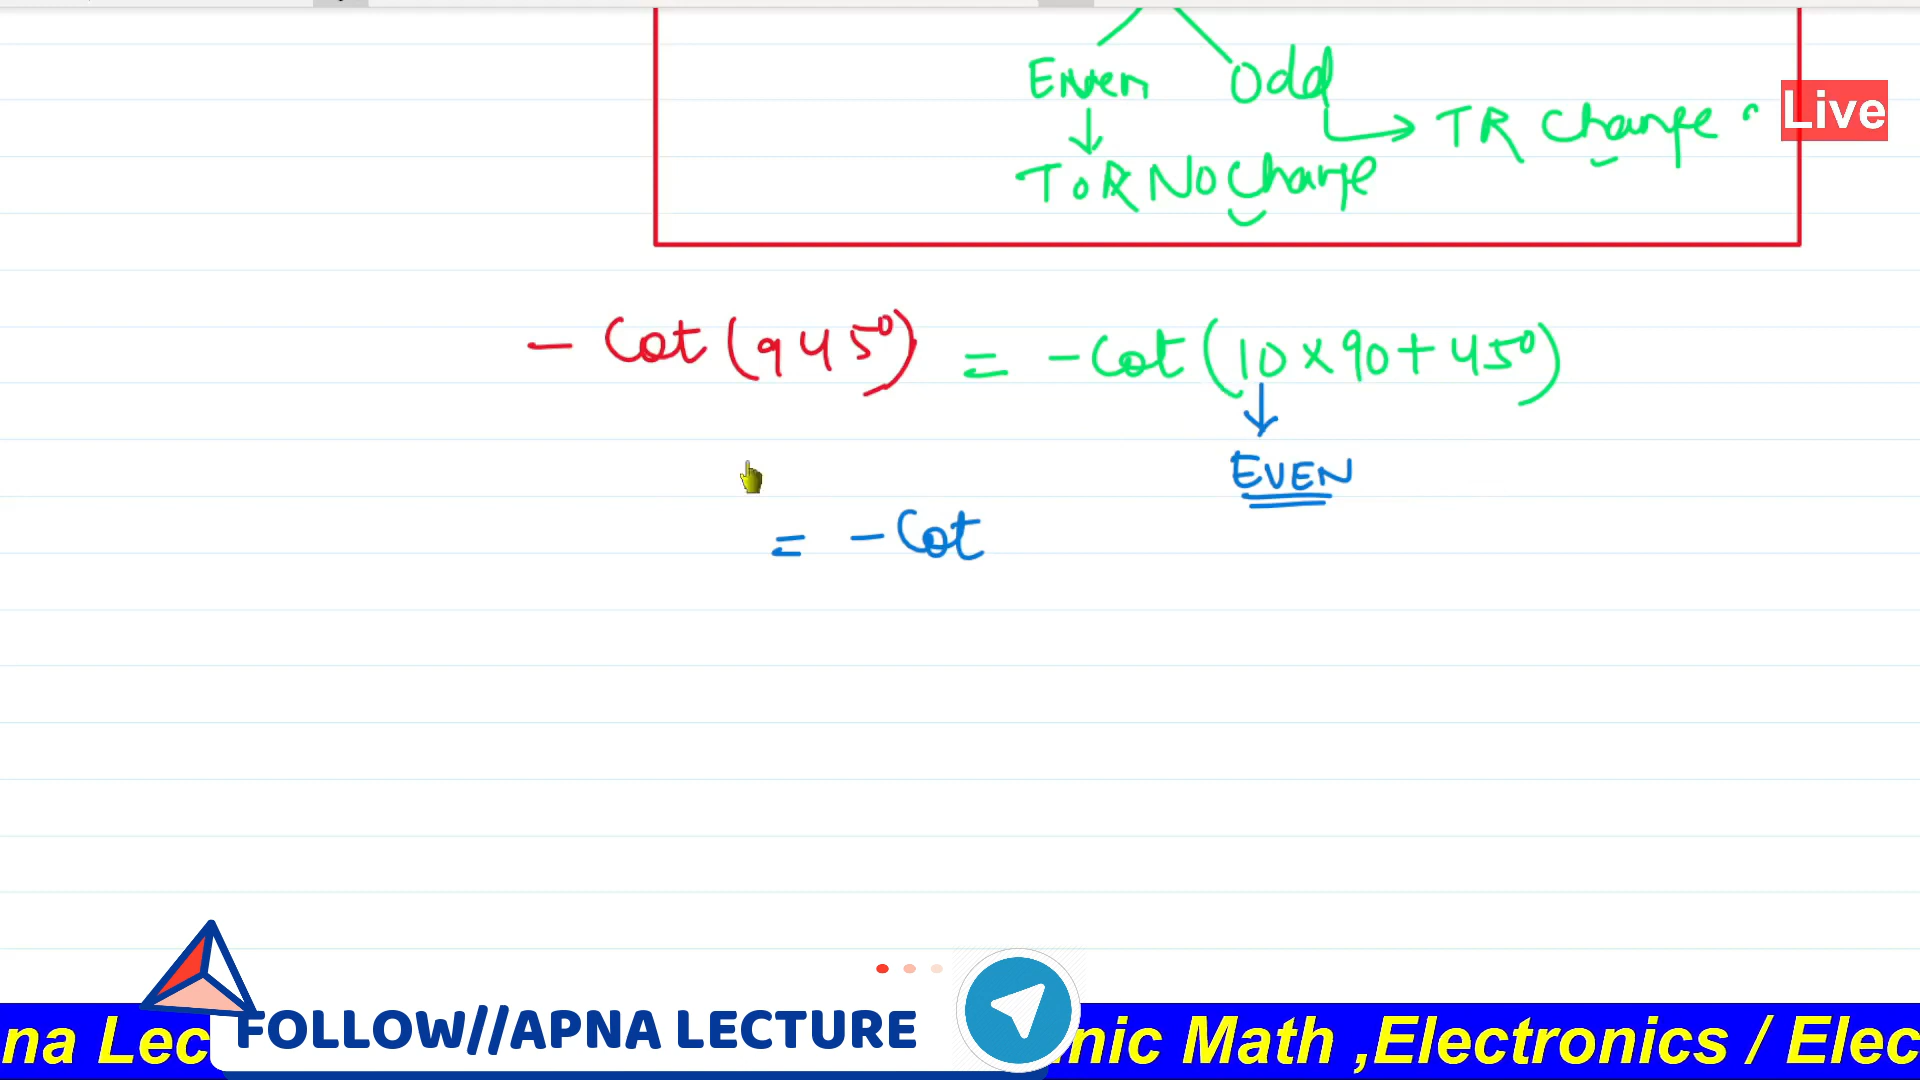 Even Odd
Live
→ TR Change
↓
T o R No Change
- Cot (945°) = -Cot (10 × 90 + 45°)
↓
EVEN
= - Cot
FOLLOW//APNA LECTURE
na Lec nic Math ,Electronics / Elec